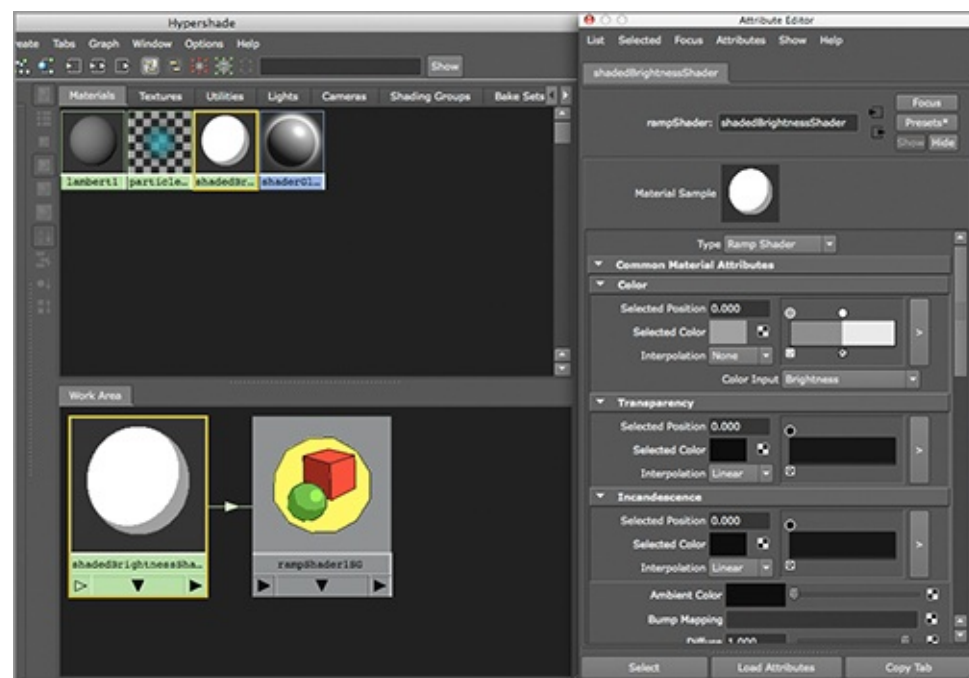 Hypershade
eate Tabs Graph Window Options Help
Show
Materials Textures Utilities Lights Cameras Shading Groups Bake Sets
lambert1 particle… shadedBr… shaderGl…
Work Area
shadedBrightnessSha…
rampShader1SG
Attribute Editor
List Selected Focus Attributes Show Help
shadedBrightnessShader
rampShader: shadedBrightnessShader
Focus
Presets*
Show Hide
Material Sample
Type Ramp Shader
Common Material Attributes
Color
Selected Position 0.000
Selected Color
Interpolation None
Color Input Brightness
Transparency
Selected Position 0.000
Selected Color
Interpolation Linear
Incandescence
Selected Position 0.000
Selected Color
Interpolation Linear
Ambient Color
Bump Mapping
Diffuse 1.000
Select Load Attributes Copy Tab